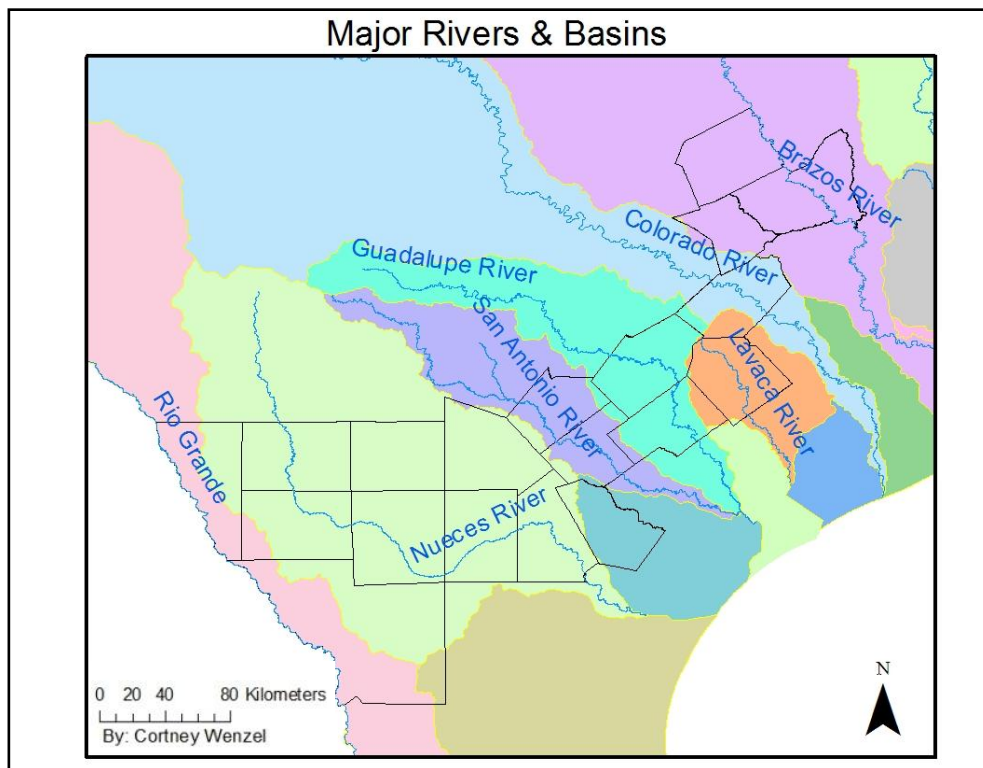 Major Rivers & Basins
Brazos River
Colorado River
Guadalupe River
San Antonio River
Lavaca River
Rio Grande
Nueces River
N
0 20 40 80 Kilometers
By: Cortney Wenzel